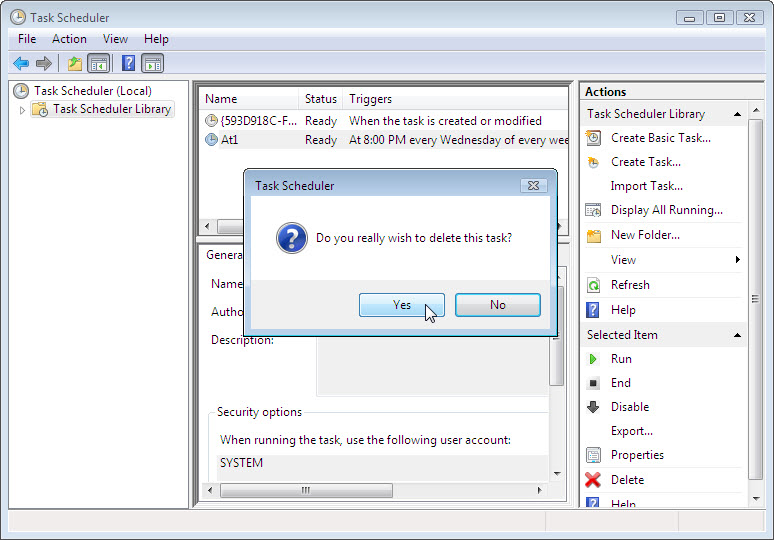 Task Scheduler
File Action View Help
Task Scheduler (Local)
Task Scheduler Library
Name Status Triggers
{593D918C-F... Ready When the task is created or modified
At1 Ready At 8:00 PM every Wednesday of every wee
Task Scheduler
Do you really wish to delete this task?
Yes No
Genera
Name
Autho
Description:
Security options
When running the task, use the following user account:
SYSTEM
Actions
Task Scheduler Library
Create Basic Task...
Create Task...
Import Task...
Display All Running...
New Folder...
View
Refresh
Help
Selected Item
Run
End
Disable
Export...
Properties
Delete
Help